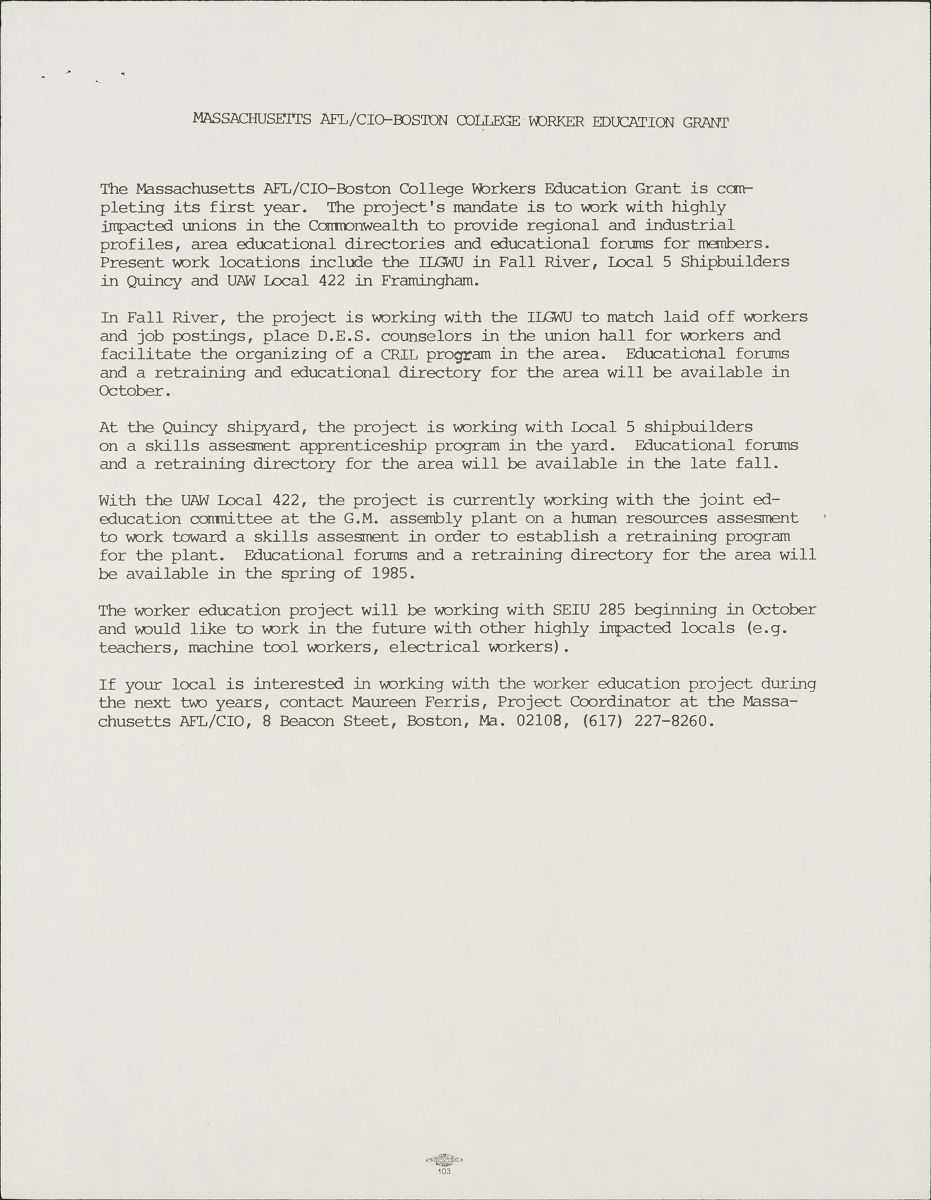 MASSACHUSETTS AFL/CIO-BOSTON COLLEGE WORKER EDUCATION GRANT
The Massachusetts AFL/CIO-Boston College Workers Education Grant is com-
pleting its first year. The project's mandate is to work with highly
impacted unions in the Commonwealth to provide regional and industrial
profiles, area educational directories and educational forums for members.
Present work locations include the ILGWU in Fall River, Local 5 Shipbuilders
in Quincy and UAW Local 422 in Framingham.
In Fall River, the project is working with the ILGWU to match laid off workers
and job postings, place D.E.S. counselors in the union hall for workers and
facilitate the organizing of a CRIL program in the area. Educational forums
and a retraining and educational directory for the area will be available in
October.
At the Quincy shipyard, the project is working with Local 5 shipbuilders
on a skills assesment apprenticeship program in the yard. Educational forums
and a retraining directory for the area will be available in the late fall.
With the UAW Local 422, the project is currently working with the joint ed-
education committee at the G.M. assembly plant on a human resources assesment
to work toward a skills assesment in order to establish a retraining program
for the plant. Educational forums and a retraining directory for the area will
be available in the spring of 1985.
The worker education project will be working with SEIU 285 beginning in October
and would like to work in the future with other highly impacted locals (e.g.
teachers, machine tool workers, electrical workers).
If your local is interested in working with the worker education project during
the next two years, contact Maureen Ferris, Project Coordinator at the Massa-
chusetts AFL/CIO, 8 Beacon Steet, Boston, Ma. 02108, (617) 227-8260.
103